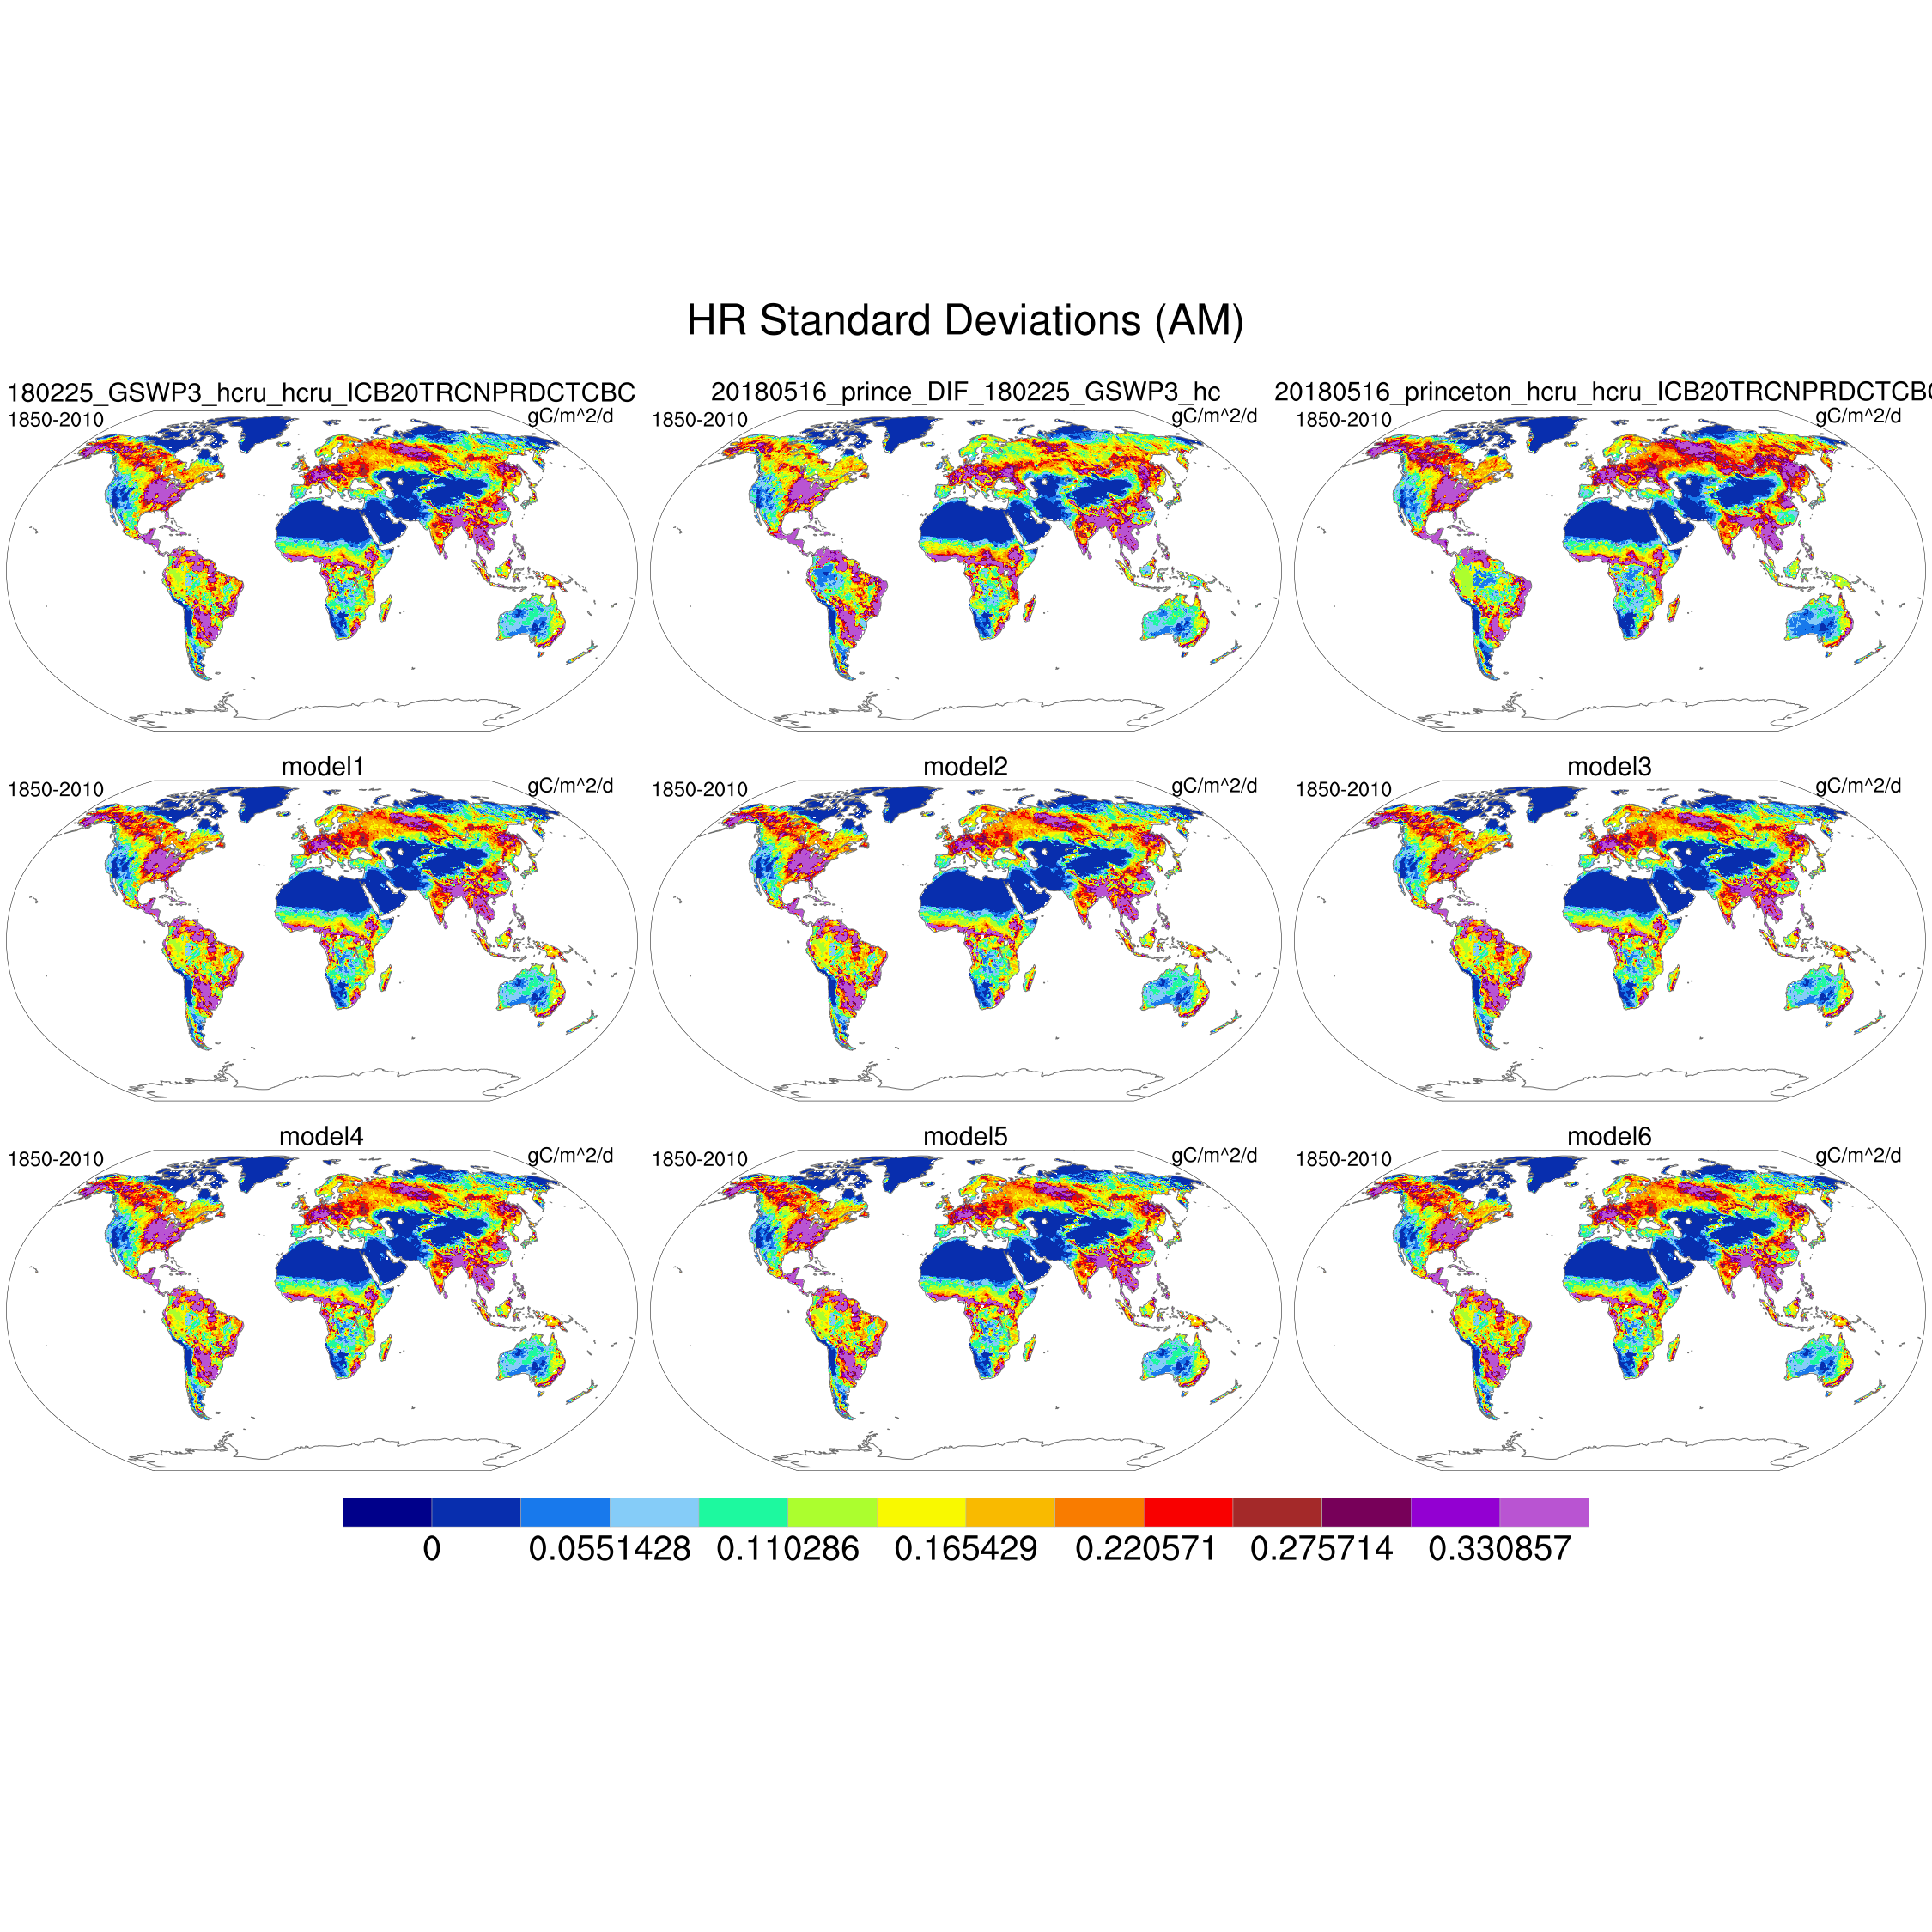 HR Standard Deviations (AM)
180225_GSWP3_hcru_hcru_ICB20TRCNPRDCTCBC
1850-2010
gC/m^2/d
20180516_prince_DIF_180225_GSWP3_hc
1850-2010
gC/m^2/d
20180516_princeton_hcru_hcru_ICB20TRCNPRDCTCBC
1850-2010
gC/m^2/d
model1
1850-2010
gC/m^2/d
model2
1850-2010
gC/m^2/d
model3
1850-2010
gC/m^2/d
model4
1850-2010
gC/m^2/d
model5
1850-2010
gC/m^2/d
model6
1850-2010
gC/m^2/d
0 0.0551428 0.110286 0.165429 0.220571 0.275714 0.330857